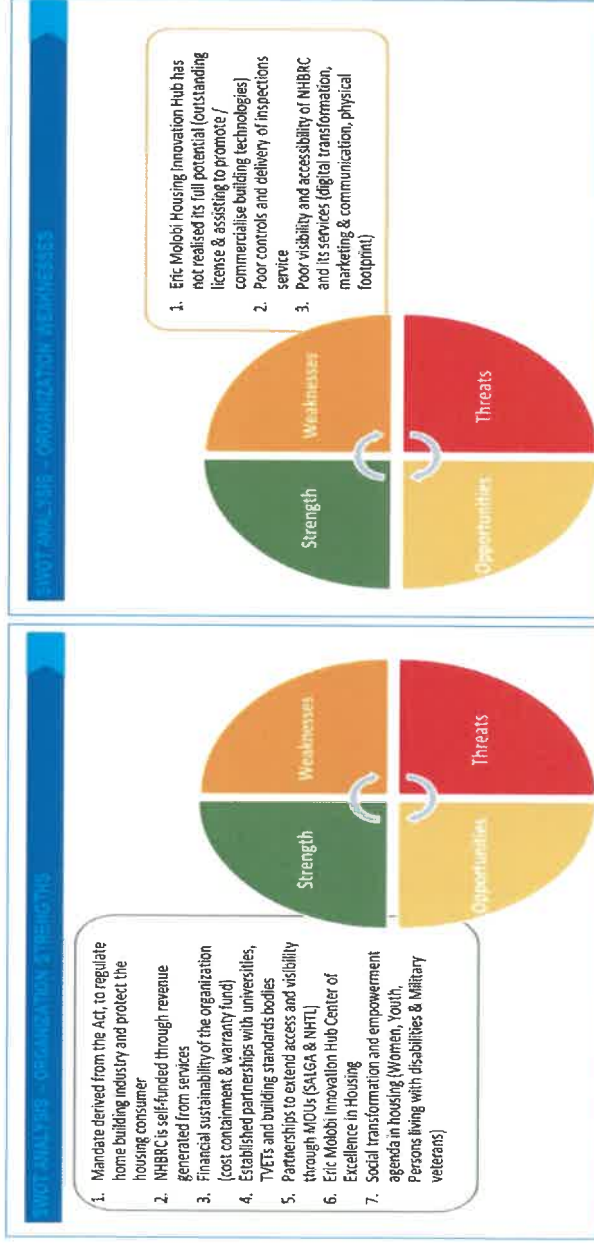 SWOT ANALYSIS – ORGANIZATION STRENGTHS
1. Mandate derived from the Act, to regulate
home building industry and protect the
housing consumer
2. NHBRC is self-funded through revenue
generated from services
3. Financial sustainability of the organization
(cost containment & warranty fund)
4. Established partnerships with universities,
TVETs and building standards bodies
5. Partnerships to extend access and visibility
through MOUs (SALGA & NHTL)
6. Eric Molobi Innovation Hub Center of
Excellence in Housing
7. Social transformation and empowerment
agenda in housing (Women, Youth,
Persons living with disabilities & Military
veterans)
Strength
Weaknesses
Opportunities
Threats
SWOT ANALYSIS – ORGANIZATION WEAKNESSES
1. Eric Molobi Housing Innovation Hub has
not realised its full potential (outstanding
license & assisting to promote /
commercialise building technologies)
2. Poor controls and delivery of inspections
service
3. Poor visibility and accessibility of NHBRC
and its services (digital transformation,
marketing & communication, physical
footprint)
Strength
Weaknesses
Opportunities
Threats